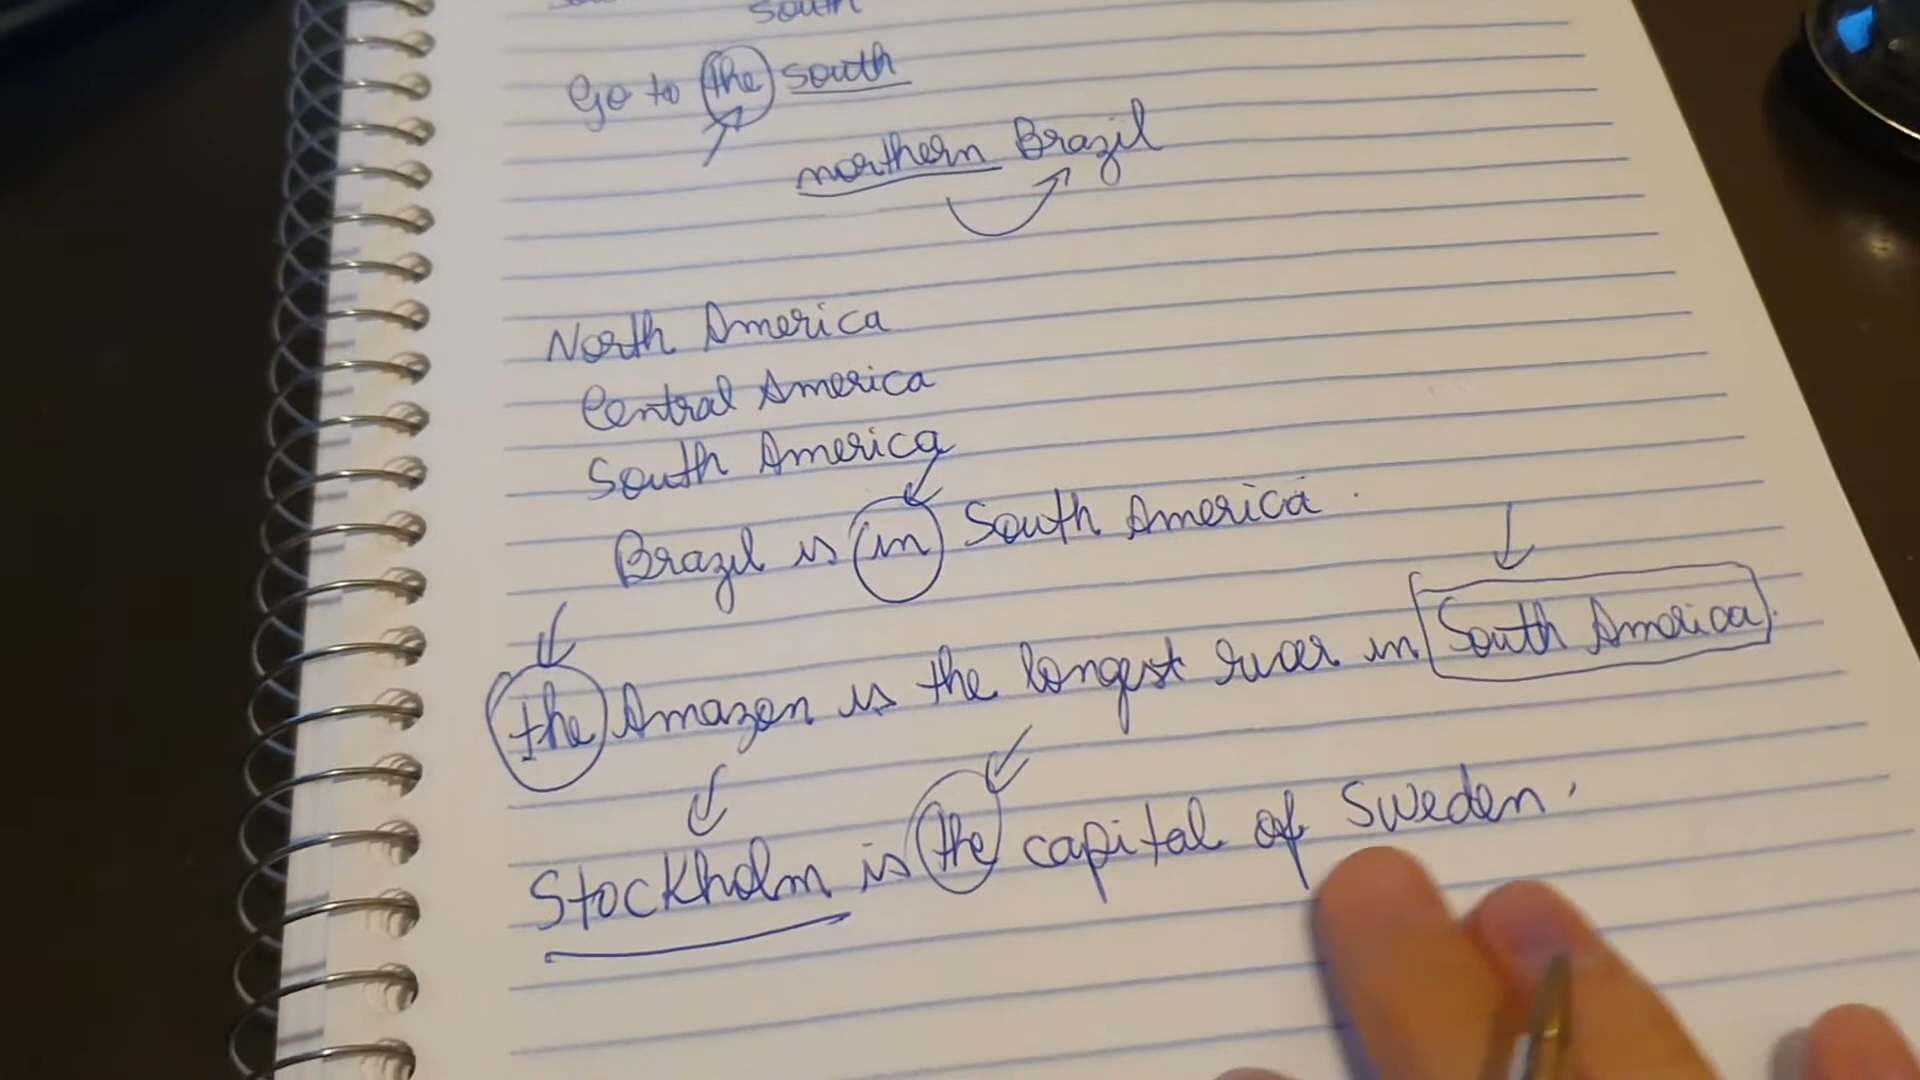 South
Go to the south
northern Brazil
North America
Central America
South America
Brazil is in South America.
the Amazon is the longest river in South America.
Stockholm is the capital of Sweden.